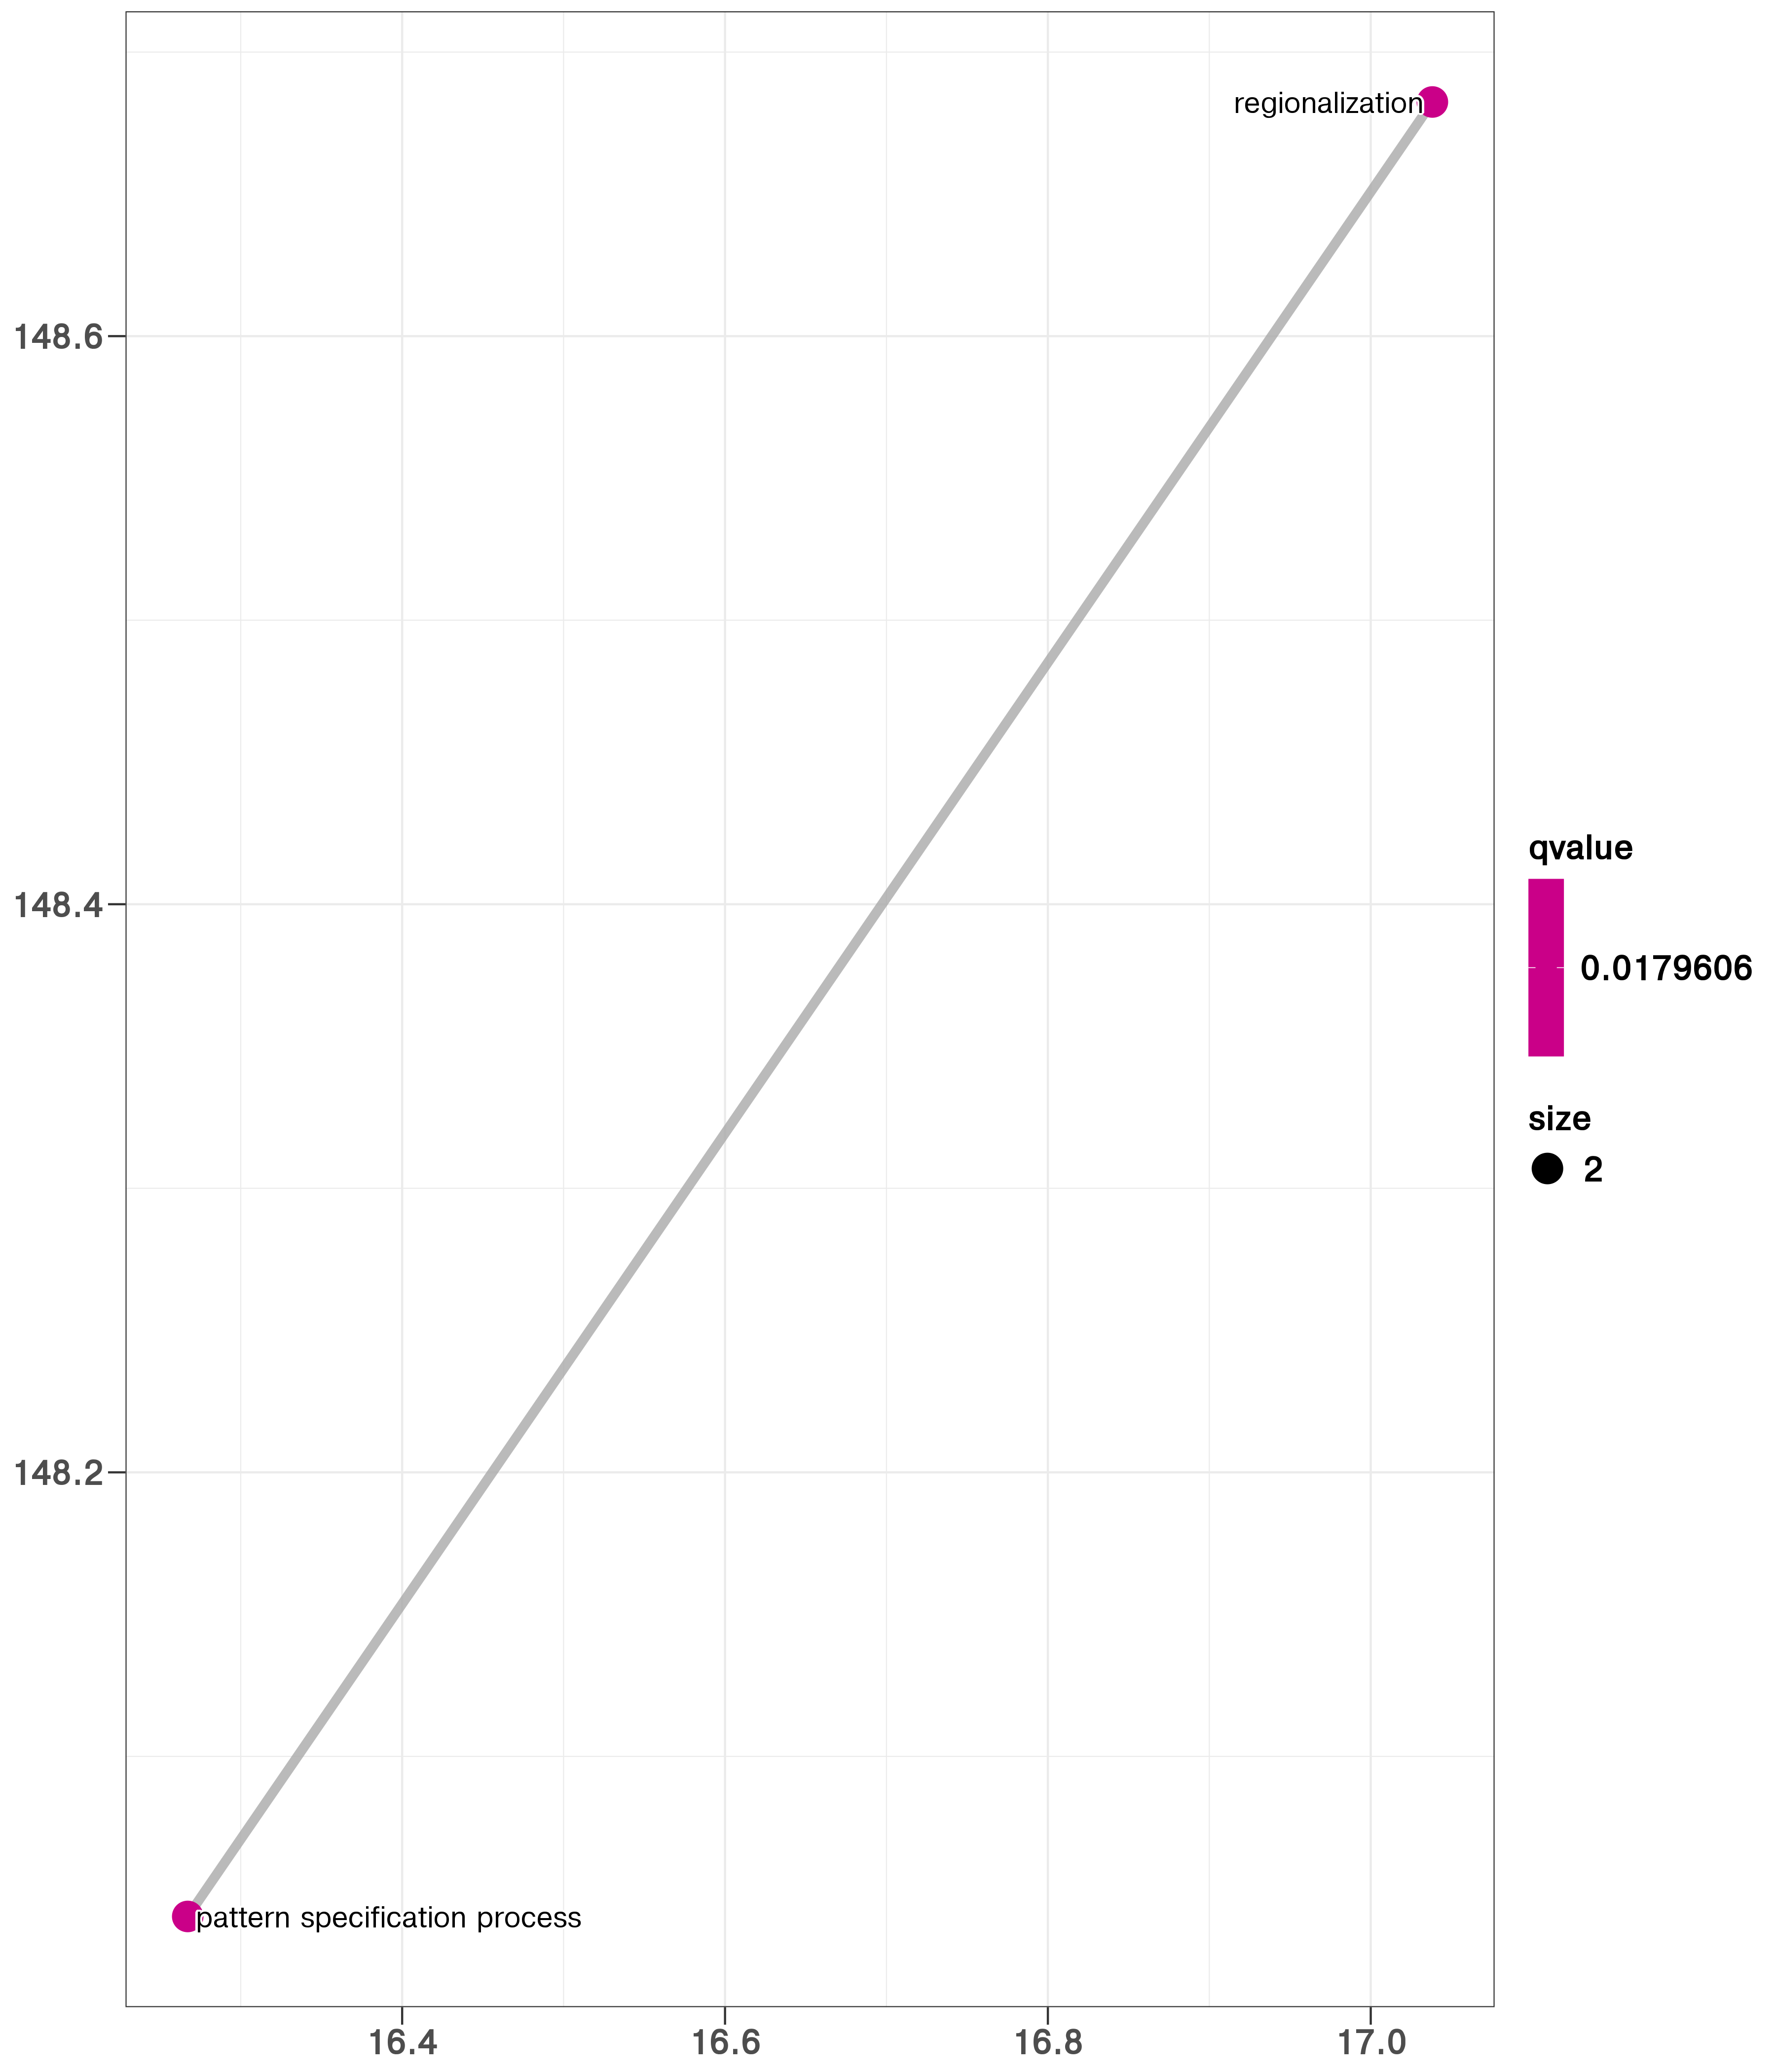 regionalization
148.6
148.4
148.2
pattern specification process
16.4
16.6
16.8
17.0
qvalue
0.0179606
size
2